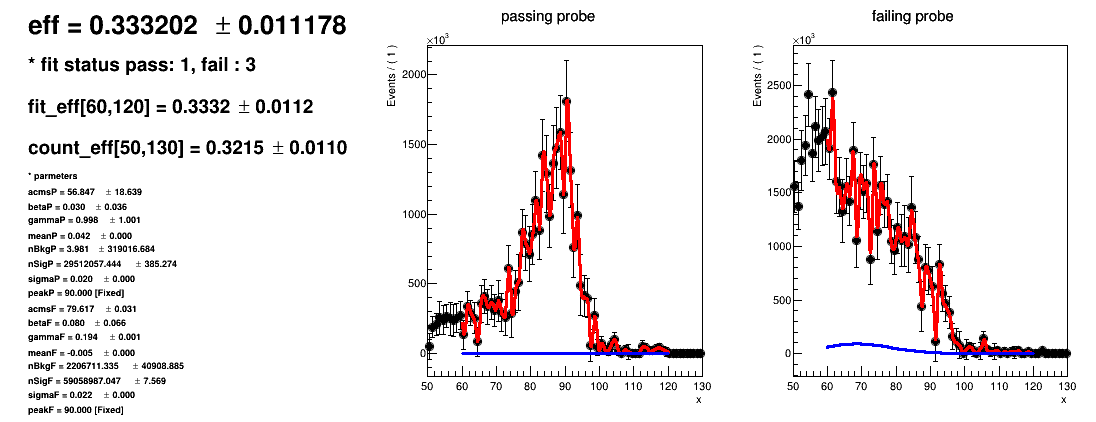 eff = 0.333202 ± 0.011178
* fit status pass: 1, fail : 3
fit_eff[60,120] = 0.3332 ± 0.0112
count_eff[50,130] = 0.3215 ± 0.0110
* parmeters
acmsP = 56.847 ± 18.639
betaP = 0.030 ± 0.036
gammaP = 0.998 ± 1.001
meanP = 0.042 ± 0.000
nBkgP = 3.981 ± 319016.684
nSigP = 29512057.444 ± 385.274
sigmaP = 0.020 ± 0.000
peakP = 90.000 [Fixed]
acmsF = 79.617 ± 0.031
betaF = 0.080 ± 0.066
gammaF = 0.194 ± 0.001
meanF = -0.005 ± 0.000
nBkgF = 2206711.335 ± 40908.885
nSigF = 59058987.047 ± 7.569
sigmaF = 0.022 ± 0.000
peakF = 90.000 [Fixed]
passing probe
×10³
Events / ( 1 )
2000
1500
1000
500
0
50 60 70 80 90 100 110 120 130
x
failing probe
×10³
Events / ( 1 )
2500
2000
1500
1000
500
0
50 60 70 80 90 100 110 120 130
x